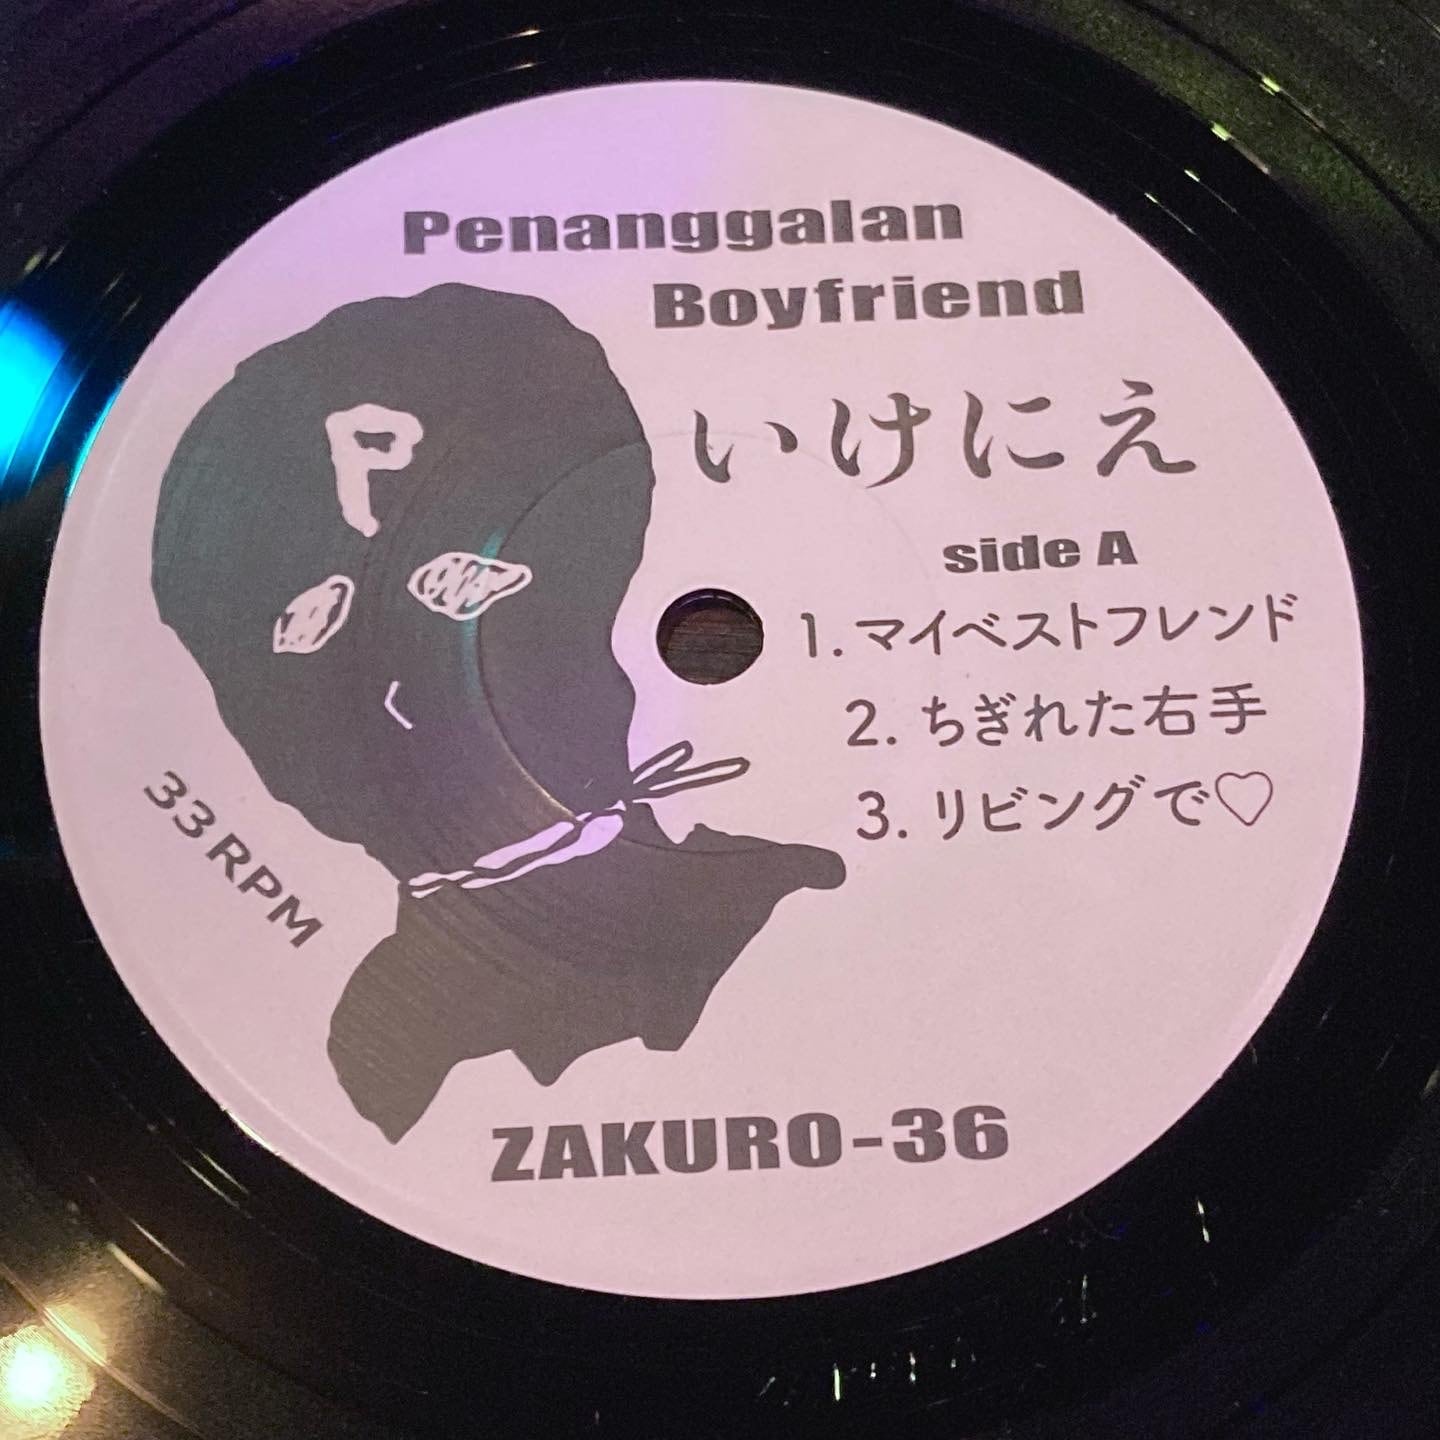 Penanggalan
Boyfriend
いけにえ
side A
1. マイベストフレンド
2. ちぎれた右手
3. リビングで♡
P
33 RPM
ZAKURO-36